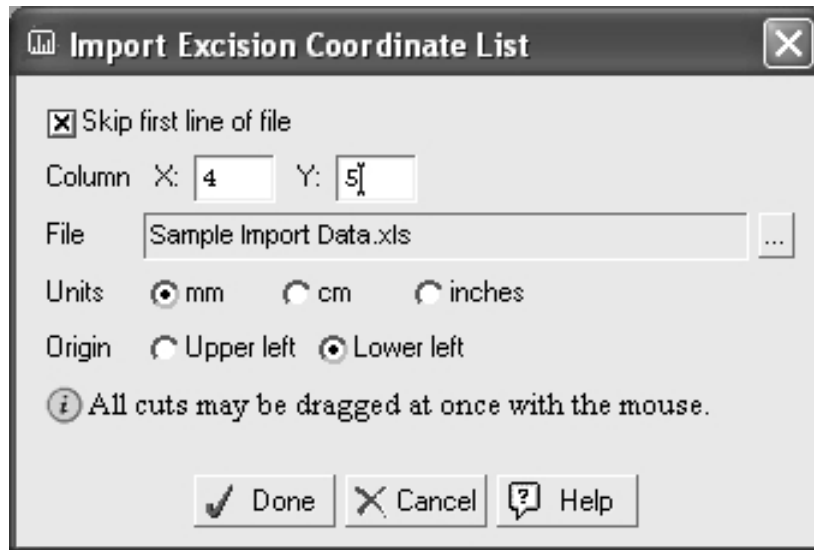 Import Excision Coordinate List
Skip first line of file
Column X: 4 Y: 5
File Sample Import Data.xls ...
Units mm cm inches
Origin Upper left Lower left
All cuts may be dragged at once with the mouse.
Done Cancel Help